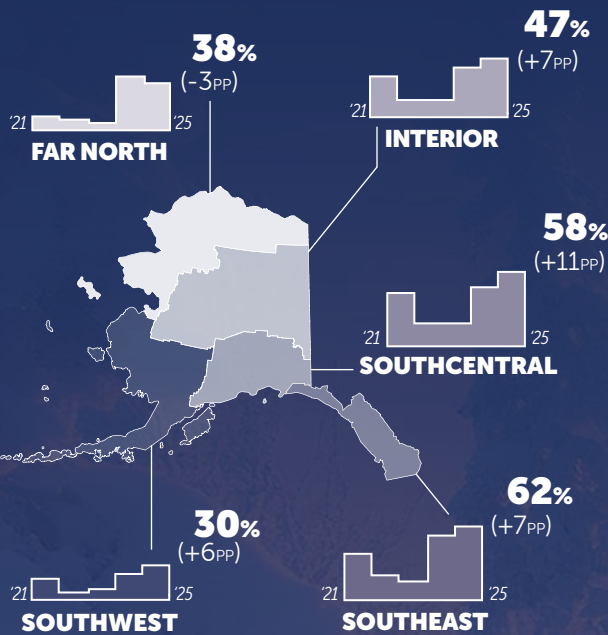 38%
(-3PP)
'21
'25
FAR NORTH
47%
(+7PP)
'21
'25
INTERIOR
58%
(+11PP)
'21
'25
SOUTHCENTRAL
30%
(+6PP)
'21
'25
SOUTHWEST
62%
(+7PP)
'21
'25
SOUTHEAST